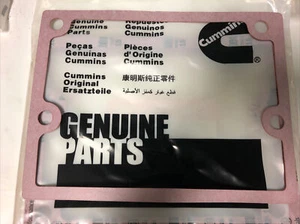 Genuine
Parts
Repuestos
Genuinos
Cummins
Peças
Genuínas
Cummins
Pièces
d'Origine
Cummins
Cummins
Original
Ersatzteile
康明斯纯正零件
قطع غيار كمنز الأصلية
Cummins
GENUINE
PARTS